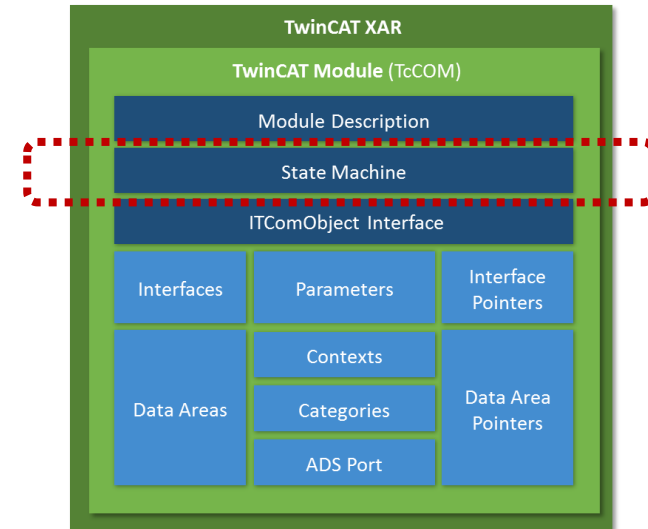 TwinCAT XAR
TwinCAT Module (TcCOM)
Module Description
State Machine
ITComObject Interface
Interfaces
Parameters
Interface
Pointers
Data Areas
Contexts
Categories
ADS Port
Data Area
Pointers